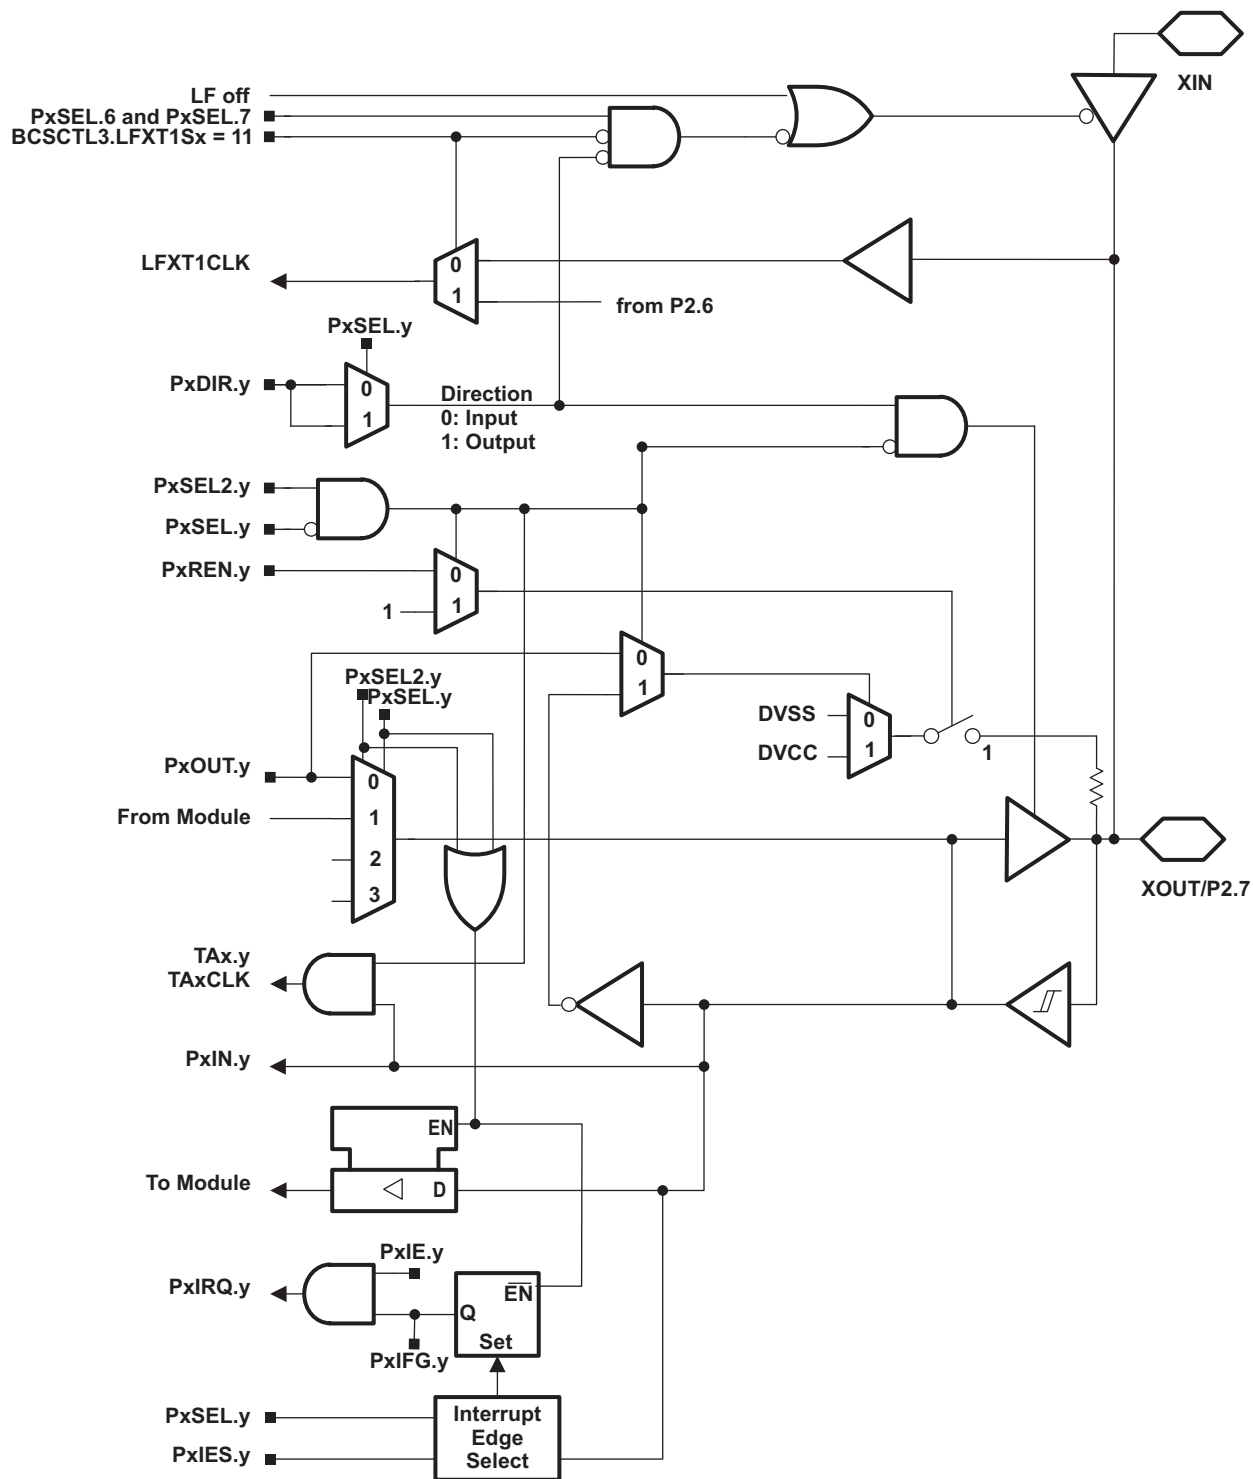 XIN
LF off
PxSEL.6 and PxSEL.7
BCSCTL3.LFXT1Sx = 11
LFXT1CLK
0
1
from P2.6
PxSEL.y
PxDIR.y
0
1
Direction
0: Input
1: Output
PxSEL2.y
PxSEL.y
PxREN.y
0
1
1
0
1
PxSEL2.y
PxSEL.y
DVSS
DVCC
0
1
1
PxOUT.y
From Module
0
1
2
3
XOUT/P2.7
TAx.y
TAxCLK
PxIN.y
EN
To Module
D
PxIE.y
PxIRQ.y
EN
Q
Set
PxIFG.y
PxSEL.y
PxIES.y
Interrupt
Edge
Select